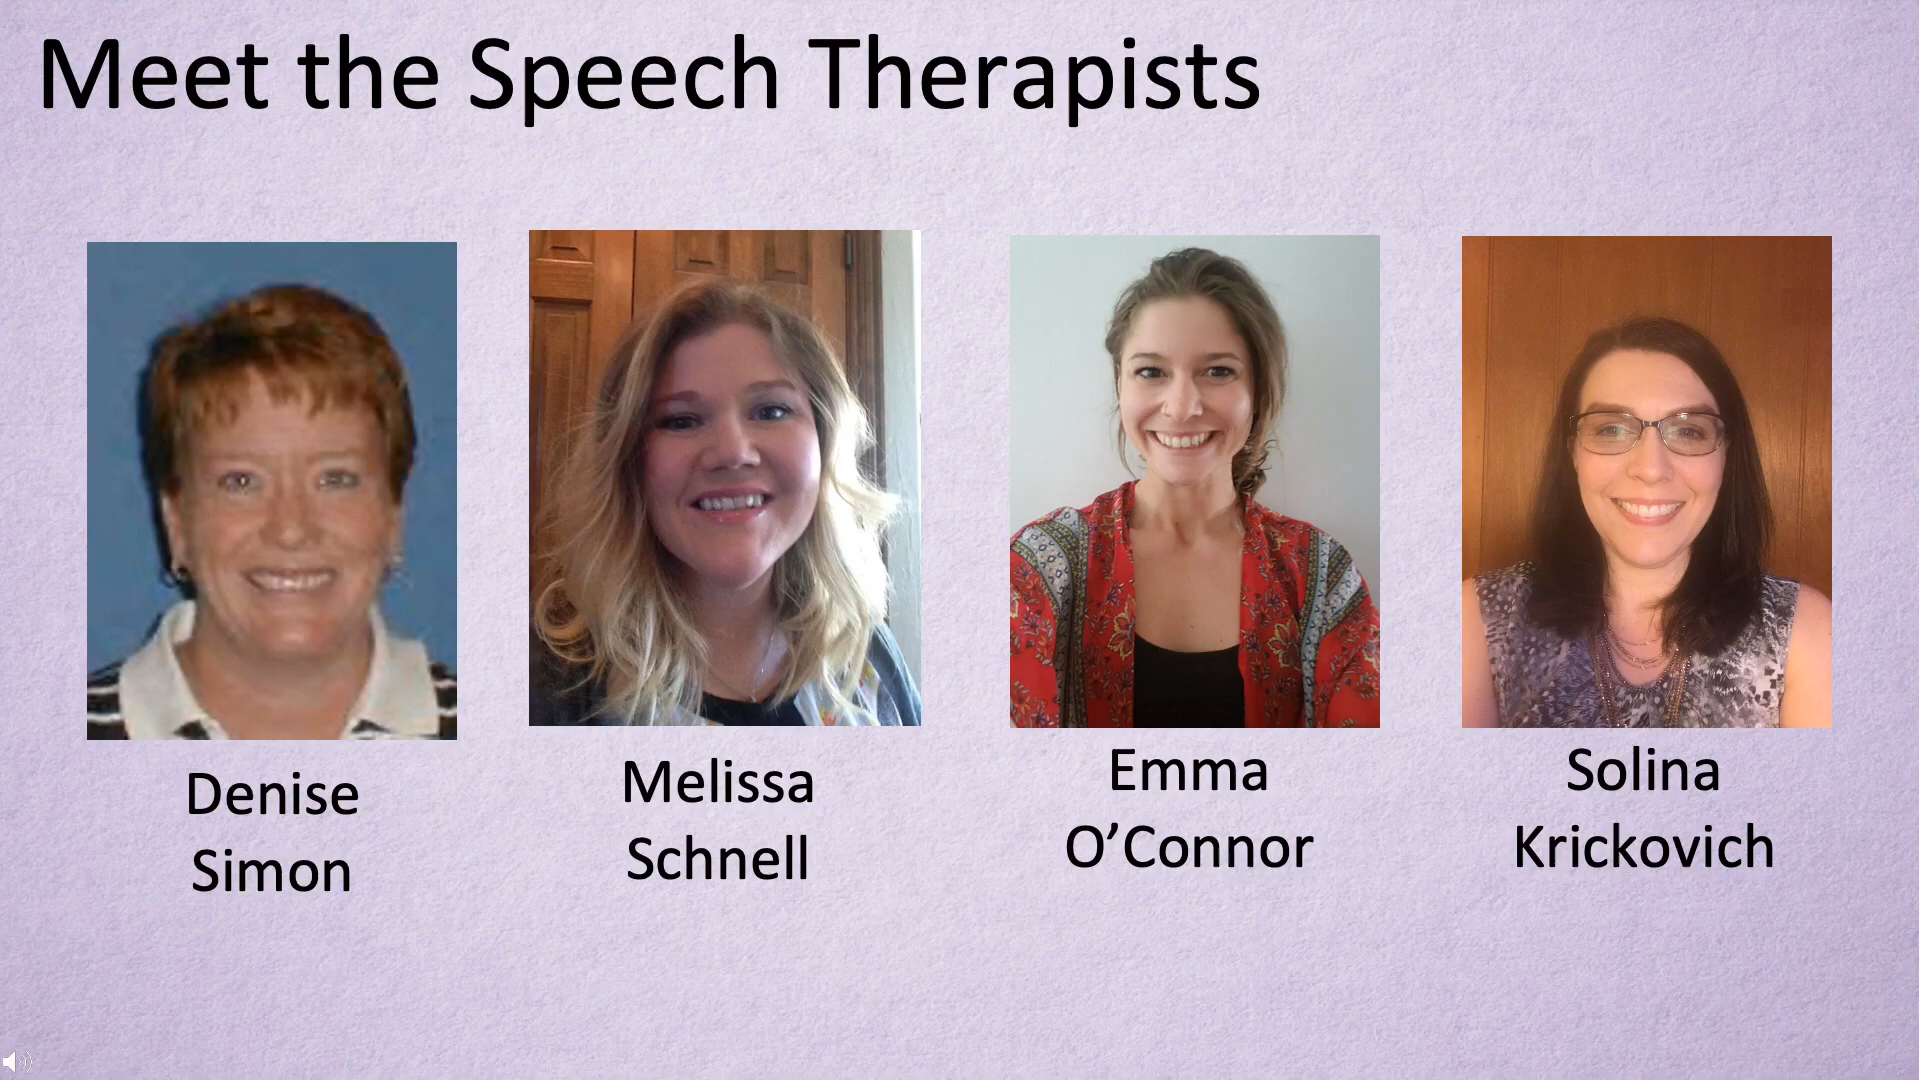 Meet the Speech Therapists
Denise
Simon
Melissa
Schnell
Emma
O’Connor
Solina
Krickovich